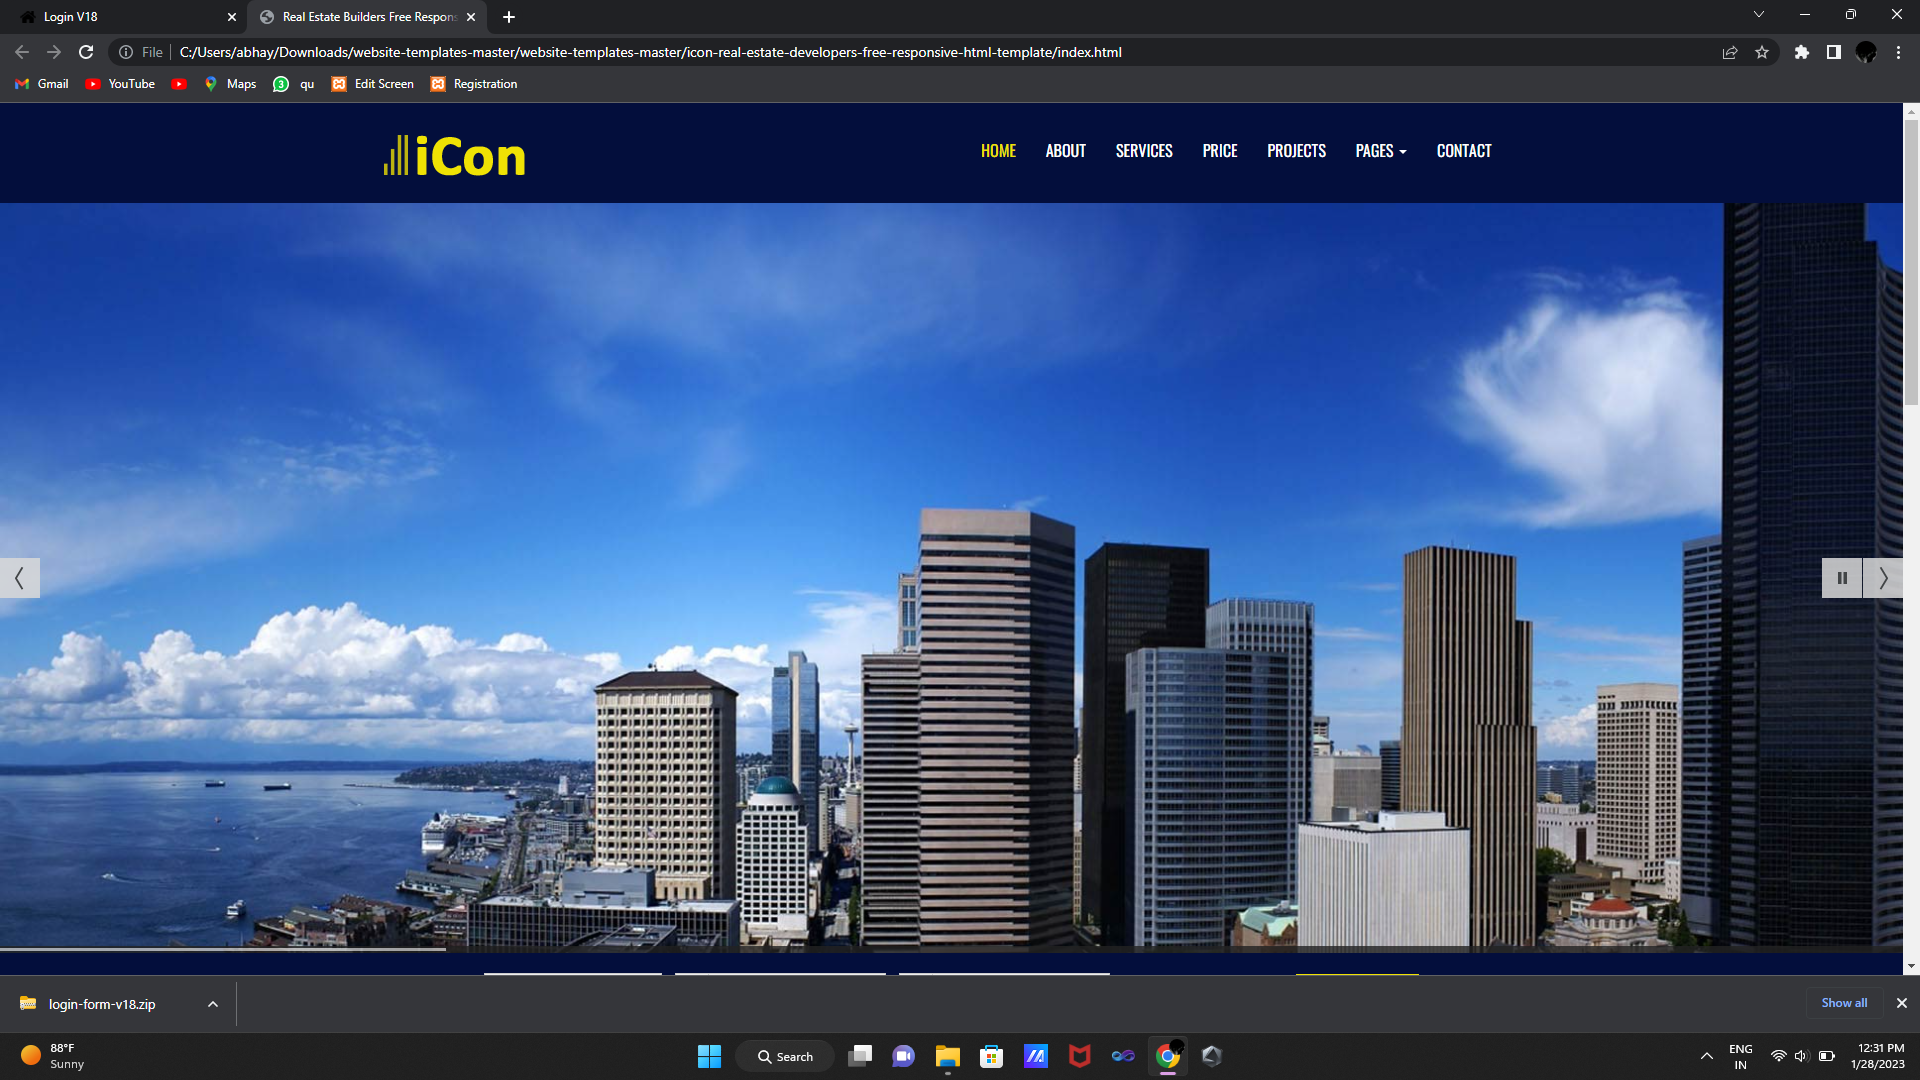 Login V18
Real Estate Builders Free Respons
File
C:/Users/abhay/Downloads/website-templates-master/website-templates-master/icon-real-estate-developers-free-responsive-html-template/index.html
Gmail YouTube Maps 3 qu Edit Screen Registration
iCon
HOME ABOUT SERVICES PRICE PROJECTS PAGES CONTACT
login-form-v18.zip
Show all
88°F
Sunny
Search
ENG
IN
12:31 PM
1/28/2023